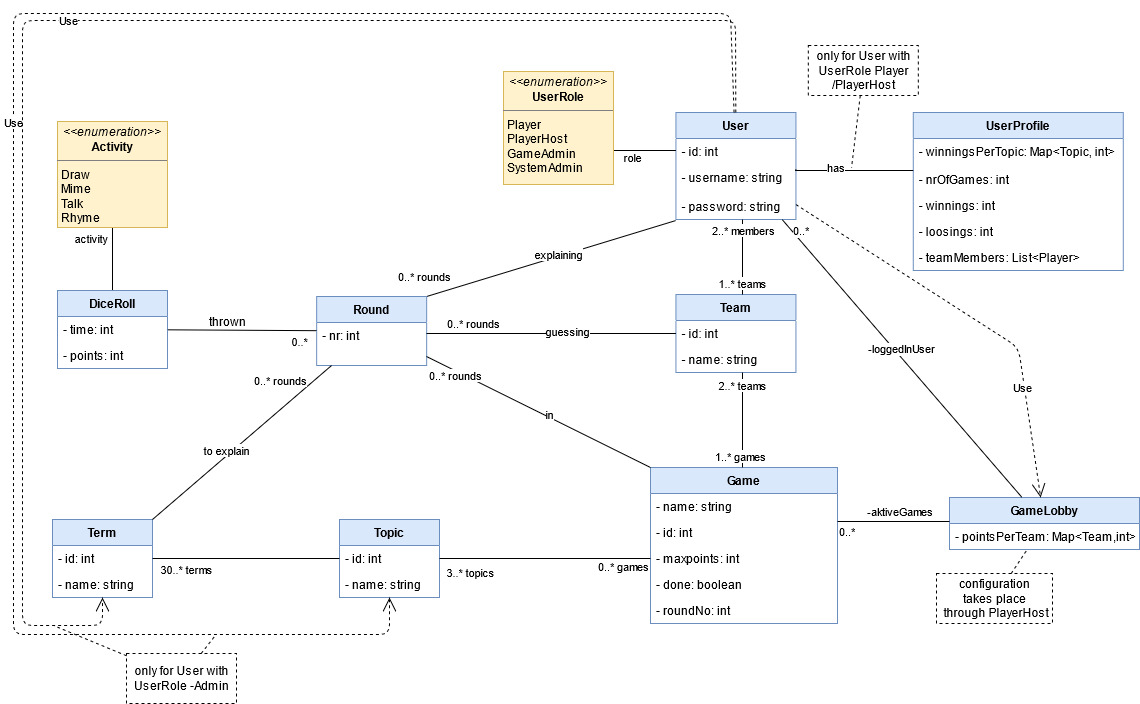 Use
Use
only for User with
UserRole Player
/PlayerHost
<<enumeration>>
UserRole
Player
PlayerHost
GameAdmin
SystemAdmin
role
User
- id: int
- username: string
- password: string
has
UserProfile
- winningsPerTopic: Map<Topic, int>
- nrOfGames: int
- winnings: int
- loosings: int
- teamMembers: List<Player>
<<enumeration>>
Activity
Draw
Mime
Talk
Rhyme
activity
2..* members
0..*
explaining
0..* rounds
1..* teams
DiceRoll
- time: int
- points: int
thrown
0..*
Round
- nr: int
0..* rounds
guessing
Team
- id: int
- name: string
-loggedInUser
Use
0..* rounds
0..* rounds
2..* teams
in
to explain
1..* games
Game
- name: string
- id: int
- maxpoints: int
- done: boolean
- roundNo: int
-aktiveGames
0..*
GameLobby
- pointsPerTeam: Map<Team,int>
Term
- id: int
- name: string
30..* terms
Topic
- id: int
- name: string
3..* topics
0..* games
configuration
takes place
through PlayerHost
only for User with
UserRole -Admin